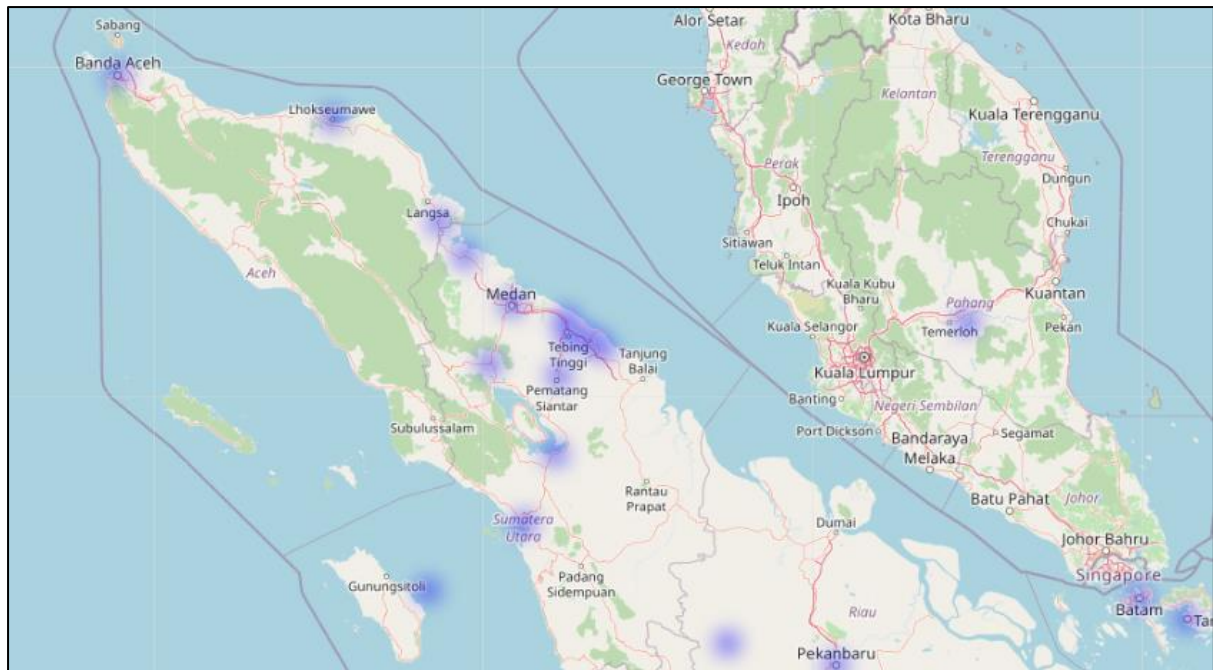 Sabang
Alor Setar
Kota Bharu
Kedah
Banda Aceh
George Town
Kelantan
Lhokseumawe
Kuala Terengganu
Perak
Terengganu
Dungun
Ipoh
Langsa
Chukai
Sitiawan
Teluk Intan
Aceh
Kuala Kubu
Bharu
Medan
Pahang
Kuantan
Kuala Selangor
Temerloh
Pekan
Tebing
Tinggi
Tanjung
Balai
Kuala Lumpur
Pematang
Siantar
Banting
Negeri Sembilan
Subulussalam
Port Dickson
Bandaraya
Melaka
Segamat
Rantau
Prapat
Batu Pahat
Johor
Sumatera
Utara
Dumai
Johor Bahru
Singapore
Gunungsitoli
Padang
Sidempuan
Riau
Batam
Tan
Pekanbaru